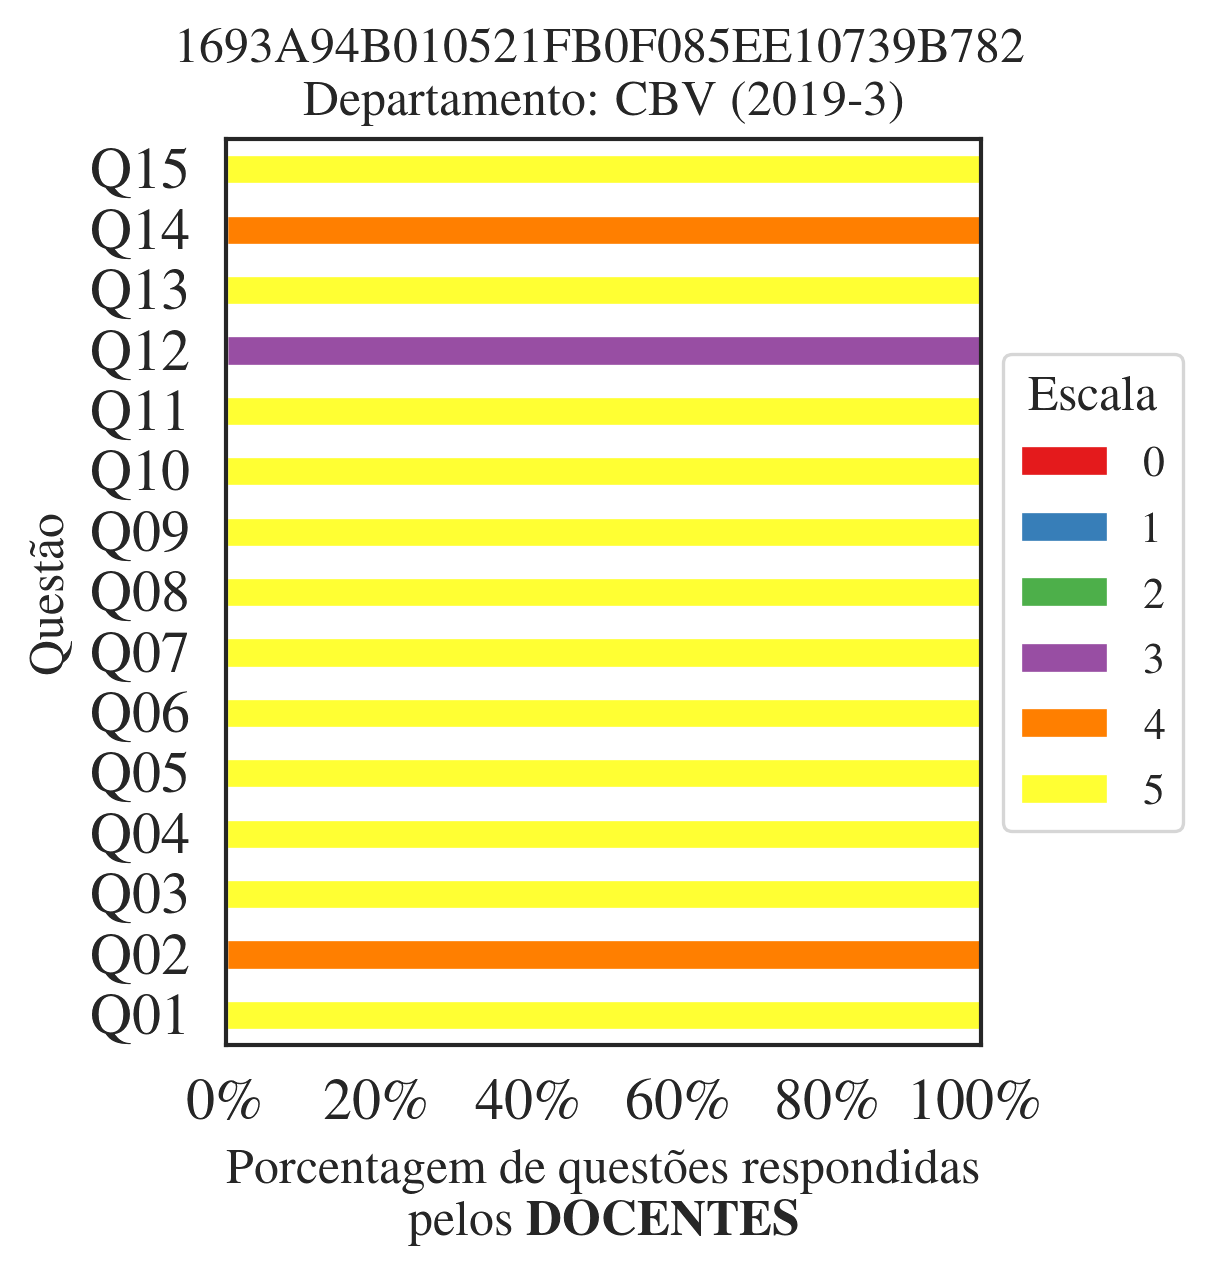 1693A94B010521FB0F085EE10739B782
Departamento: CBV (2019-3)
Questão
Q15
Q14
Q13
Q12
Q11
Q10
Q09
Q08
Q07
Q06
Q05
Q04
Q03
Q02
Q01
0% 20% 40% 60% 80% 100%
Porcentagem de questões respondidas
pelos DOCENTES
Escala
0
1
2
3
4
5